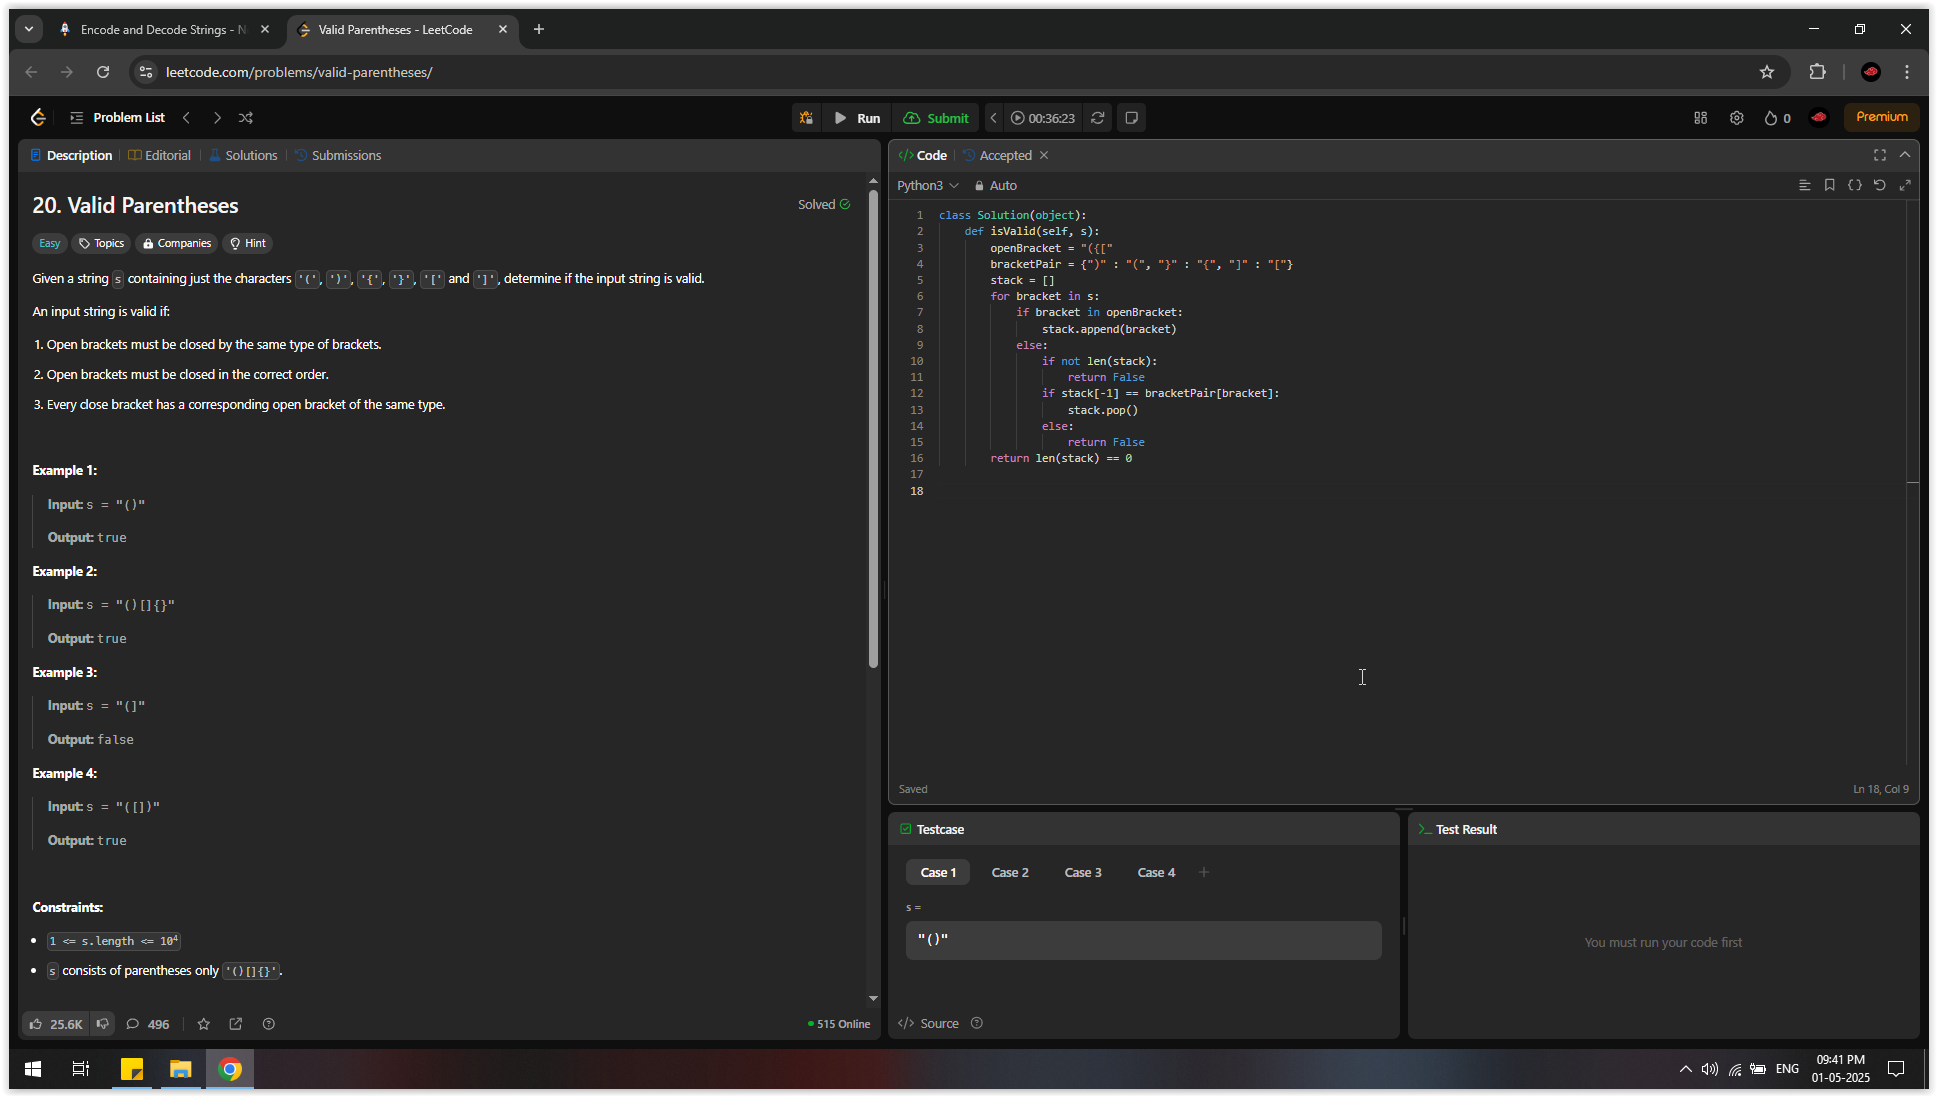 Encode and Decode Strings - N
Valid Parentheses - LeetCode
leetcode.com/problems/valid-parentheses/
Problem List
Run
Submit
00:36:23
0
Premium
Description
Editorial
Solutions
Submissions
20. Valid Parentheses
Solved
Easy
Topics
Companies
Hint
Given a string s containing just the characters '(', ')', '{', '}', '[' and ']', determine if the input string is valid.
An input string is valid if:
1. Open brackets must be closed by the same type of brackets.
2. Open brackets must be closed in the correct order.
3. Every close bracket has a corresponding open bracket of the same type.
Example 1:
Input: s = "()"
Output: true
Example 2:
Input: s = "()[]{}"
Output: true
Example 3:
Input: s = "(]"
Output: false
Example 4:
Input: s = "([])"
Output: true
Constraints:
• 1 <= s.length <= 10⁴
• s consists of parentheses only '()[]{}'.
25.6K
496
515 Online
Code
Accepted
Python3
Auto
1 class Solution(object):
2 def isValid(self, s):
3 openBracket = "({["
4 bracketPair = {")" : "(", "}" : "{", "]" : "["}
5 stack = []
6 for bracket in s:
7 if bracket in openBracket:
8 stack.append(bracket)
9 else:
10 if not len(stack):
11 return False
12 if stack[-1] == bracketPair[bracket]:
13 stack.pop()
14 else:
15 return False
16 return len(stack) == 0
17
18
Saved
Ln 18, Col 9
Testcase
Case 1
Case 2
Case 3
Case 4
s =
"()"
Source
Test Result
You must run your code first
ENG
09:41 PM
01-05-2025